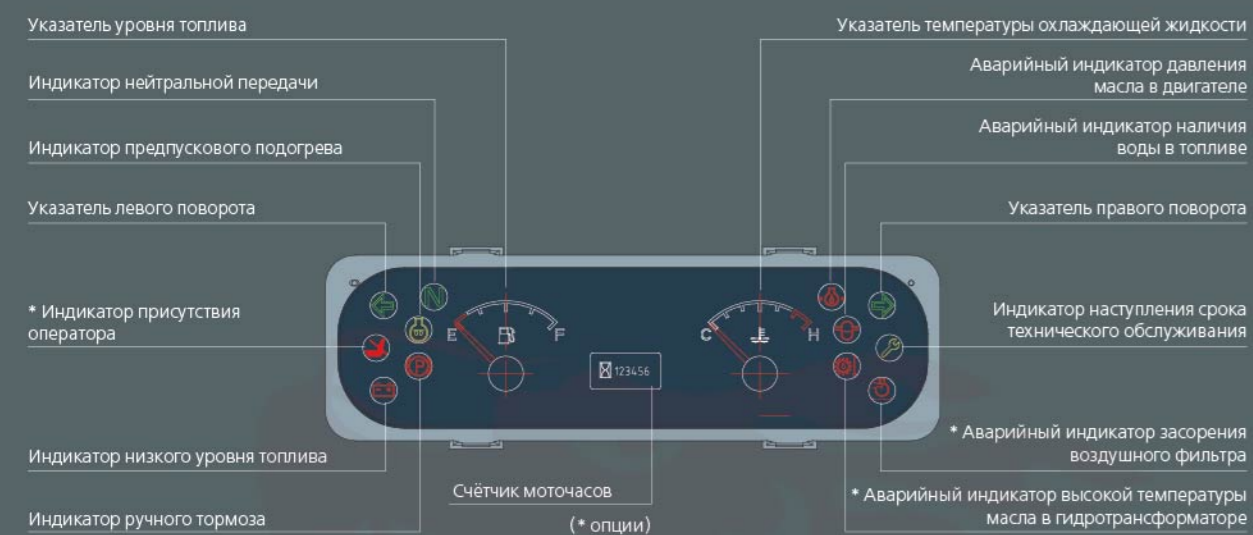 Указатель уровня топлива
Индикатор нейтральной передачи
Индикатор предпускового подогрева
Указатель левого поворота
* Индикатор присутствия
оператора
Индикатор низкого уровня топлива
Индикатор ручного тормоза
Указатель температуры охлаждающей жидкости
Аварийный индикатор давления
масла в двигателе
Аварийный индикатор наличия
воды в топливе
Указатель правого поворота
Индикатор наступления срока
технического обслуживания
* Аварийный индикатор засорения
воздушного фильтра
* Аварийный индикатор высокой температуры
масла в гидротрансформаторе
N
P
E F
123456
C H
Счётчик моточасов
(* опции)